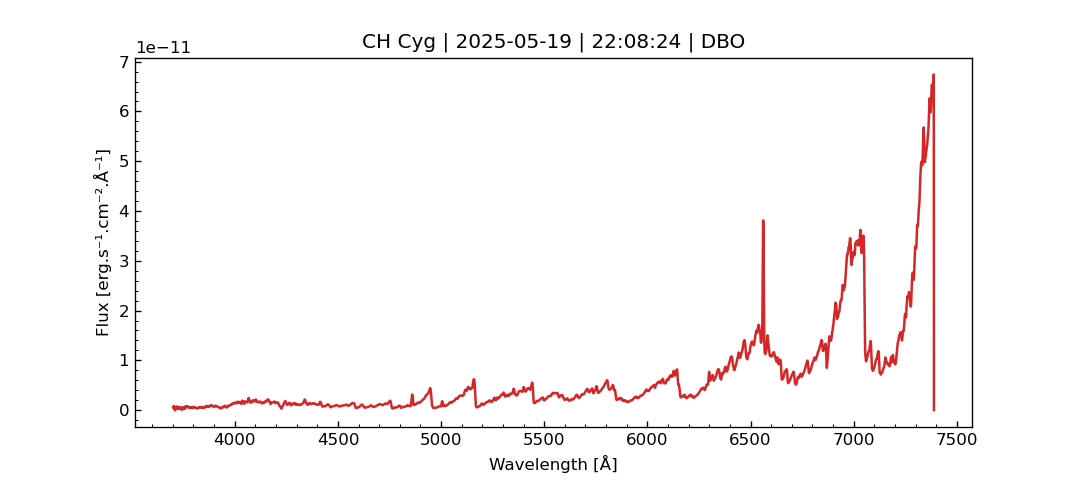 CH Cyg | 2025-05-19 | 22:08:24 | DBO
1e−11
7
6
5
4
3
2
1
0
Flux [erg.s⁻¹.cm⁻².Å⁻¹]
4000 4500 5000 5500 6000 6500 7000 7500
Wavelength [Å]